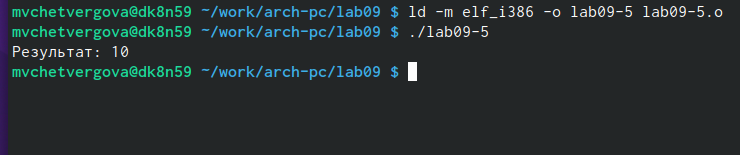 mvchetvergova@dk8n59 ~/work/arch-pc/lab09 $ ld -m elf_i386 -o lab09-5 lab09-5.o
mvchetvergova@dk8n59 ~/work/arch-pc/lab09 $ ./lab09-5
Результат: 10
mvchetvergova@dk8n59 ~/work/arch-pc/lab09 $